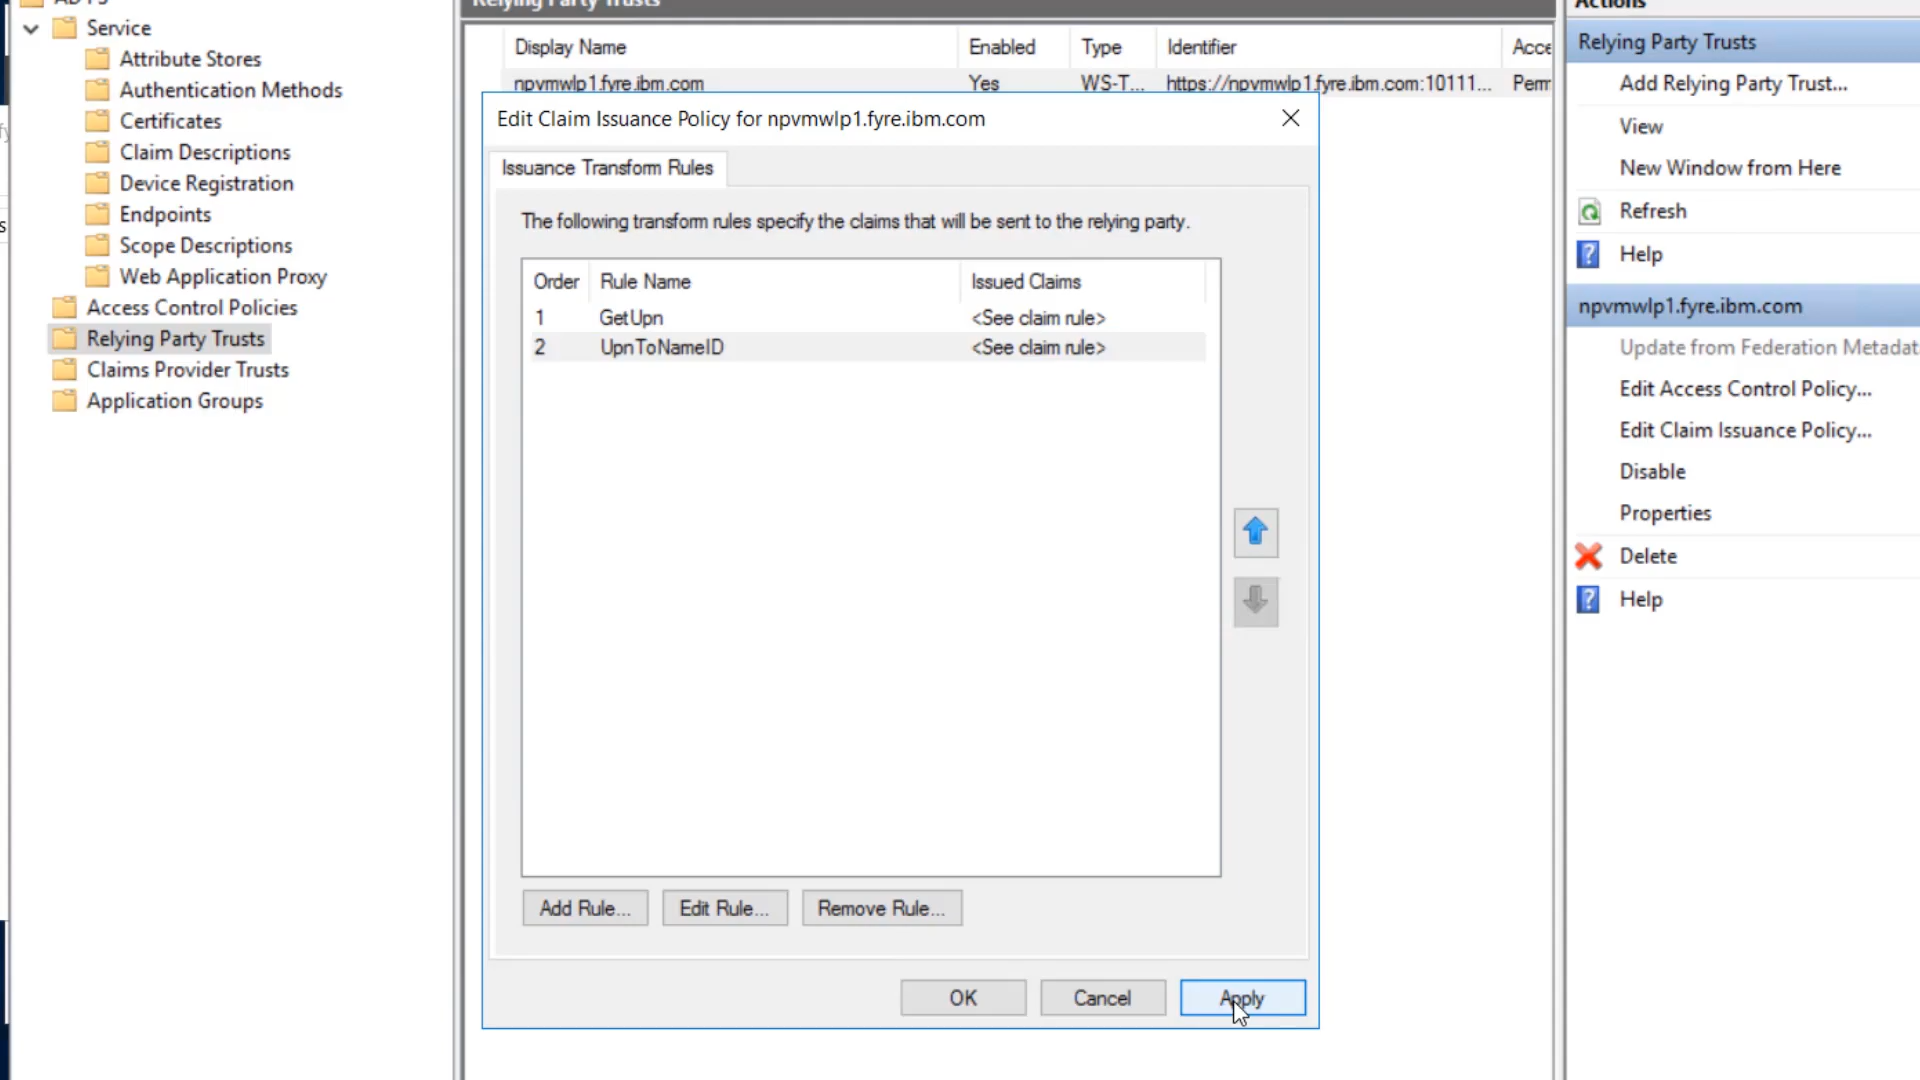 AD FS
Service
Attribute Stores
Authentication Methods
Certificates
Claim Descriptions
Device Registration
Endpoints
Scope Descriptions
Web Application Proxy
Access Control Policies
Relying Party Trusts
Claims Provider Trusts
Application Groups
Relying Party Trusts
Display Name Enabled Type Identifier Acce
npvmwlp1.fyre.ibm.com Yes WS-T... https://npvmwlp1.fyre.ibm.com:10111... Perm
Edit Claim Issuance Policy for npvmwlp1.fyre.ibm.com
Issuance Transform Rules
The following transform rules specify the claims that will be sent to the relying party.
Order Rule Name Issued Claims
1 GetUpn <See claim rule>
2 UpnToNameID <See claim rule>
Add Rule... Edit Rule... Remove Rule...
OK Cancel Apply
Actions
Relying Party Trusts
Add Relying Party Trust...
View
New Window from Here
Refresh
Help
npvmwlp1.fyre.ibm.com
Update from Federation Metadat
Edit Access Control Policy...
Edit Claim Issuance Policy...
Disable
Properties
Delete
Help